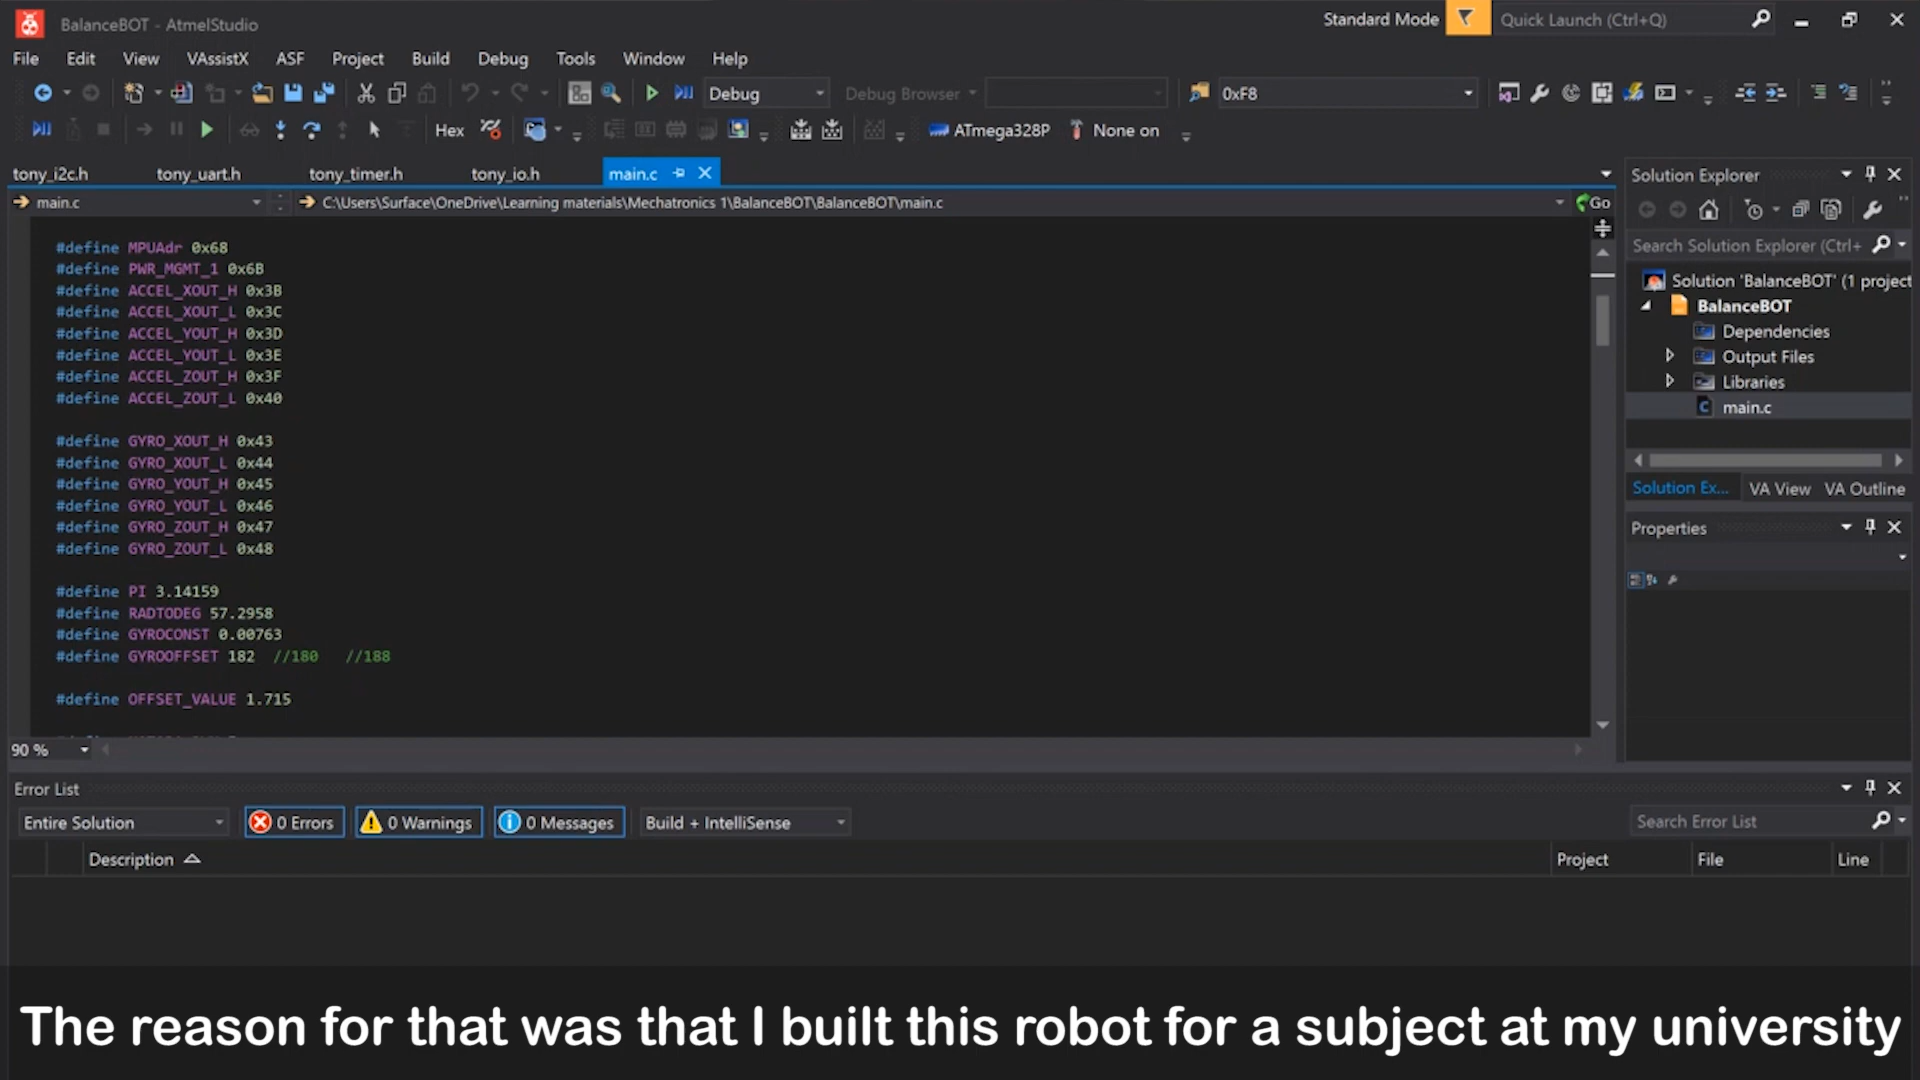 BalanceBOT - AtmelStudio
Standard Mode
Quick Launch (Ctrl+Q)
File Edit View VAssistX ASF Project Build Debug Tools Window Help
Debug
Debug Browser
0xF8
Hex
ATmega328P
None on
tony_i2c.h tony_uart.h tony_timer.h tony_io.h main.c
main.c
C:\Users\Surface\OneDrive\Learning materials\Mechatronics 1\BalanceBOT\BalanceBOT\main.c
Go
#define MPUAdr 0x68
#define PWR_MGMT_1 0x6B
#define ACCEL_XOUT_H 0x3B
#define ACCEL_XOUT_L 0x3C
#define ACCEL_YOUT_H 0x3D
#define ACCEL_YOUT_L 0x3E
#define ACCEL_ZOUT_H 0x3F
#define ACCEL_ZOUT_L 0x40
#define GYRO_XOUT_H 0x43
#define GYRO_XOUT_L 0x44
#define GYRO_YOUT_H 0x45
#define GYRO_YOUT_L 0x46
#define GYRO_ZOUT_H 0x47
#define GYRO_ZOUT_L 0x48
#define PI 3.14159
#define RADTODEG 57.2958
#define GYROCONST 0.00763
#define GYROOFFSET 182 //180 //188
#define OFFSET_VALUE 1.715
90 %
Solution Explorer
Search Solution Explorer (Ctrl+
Solution 'BalanceBOT' (1 project
BalanceBOT
Dependencies
Output Files
Libraries
main.c
Solution Ex... VA View VA Outline
Properties
Error List
Entire Solution
0 Errors
0 Warnings
0 Messages
Build + IntelliSense
Search Error List
Description Project File Line
The reason for that was that I built this robot for a subject at my university